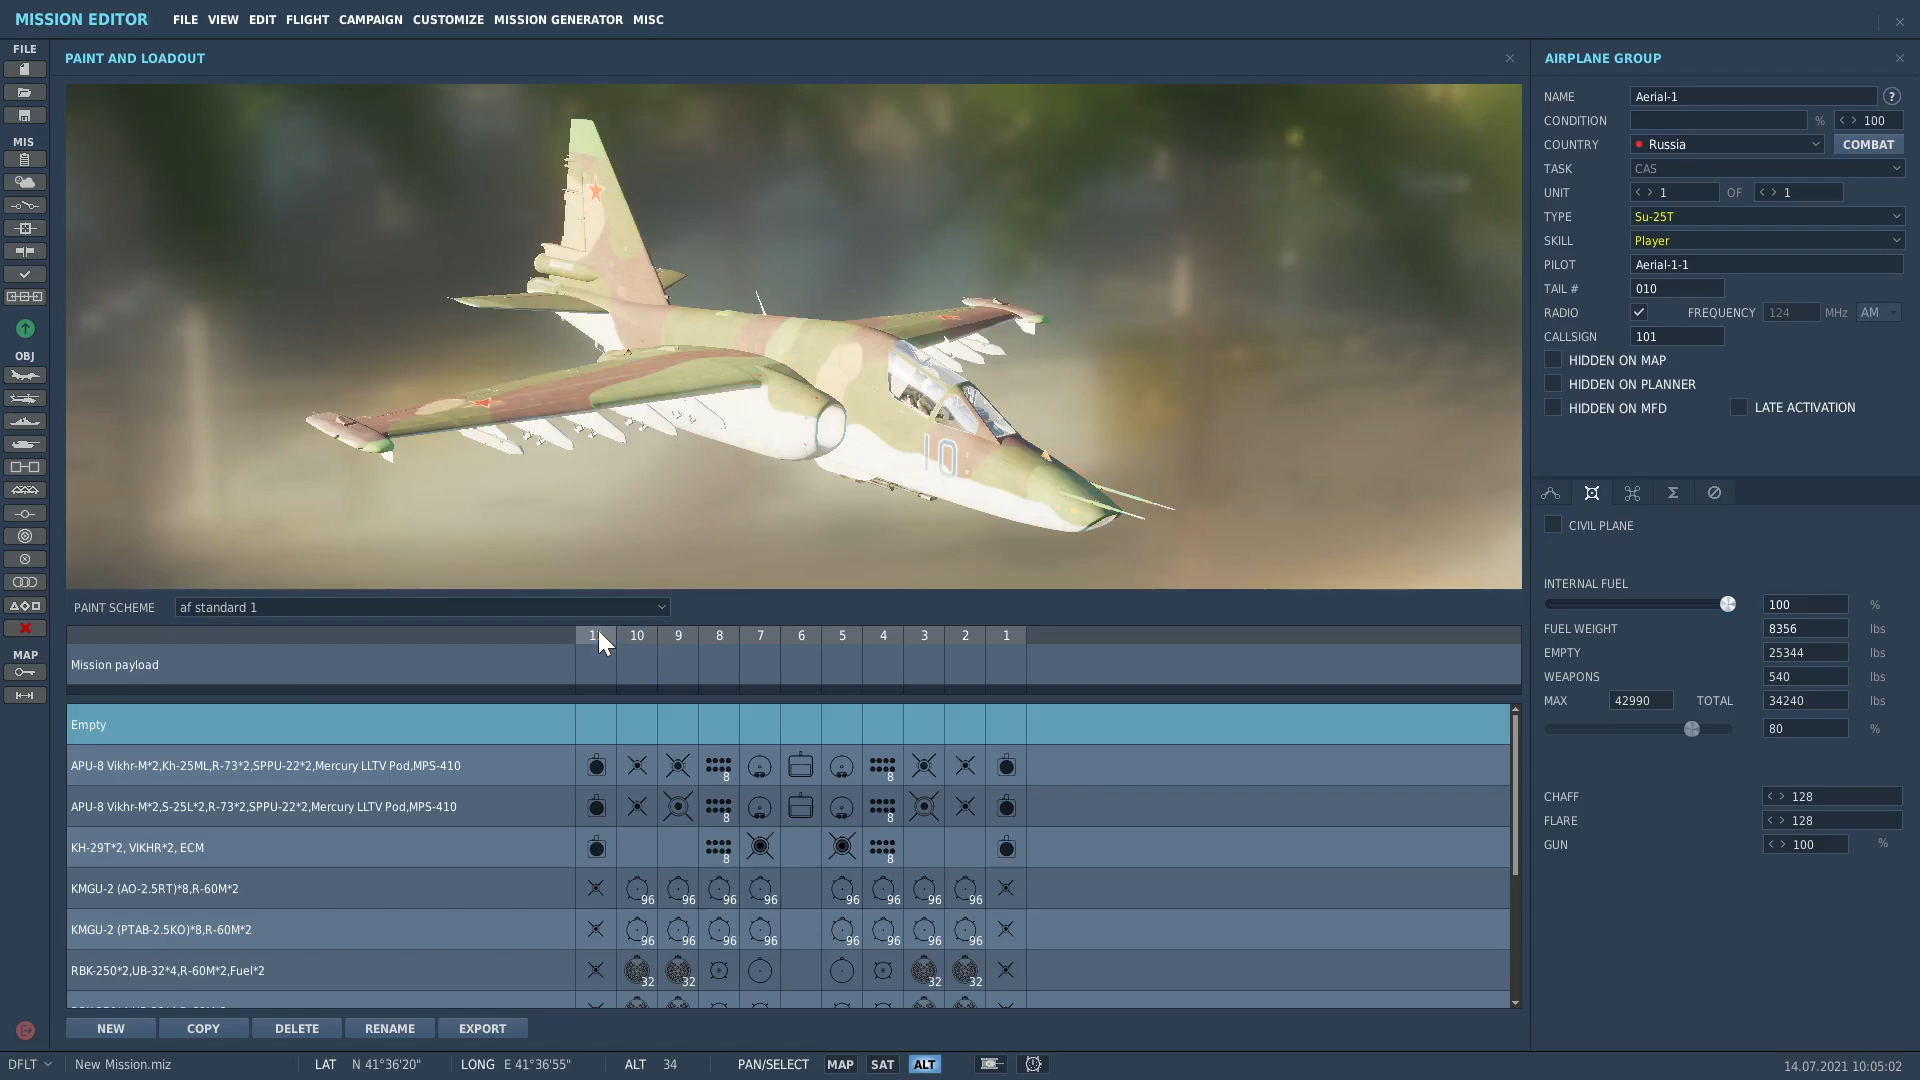 MISSION EDITOR FILE VIEW EDIT FLIGHT CAMPAIGN CUSTOMIZE MISSION GENERATOR MISC
FILE
MIS
OBJ
MAP
PAINT AND LOADOUT
10
PAINT SCHEME af standard 1
10 9 8 7 6 5 4 3 2 1
Mission payload
Empty
APU-8 Vikhr-M*2,Kh-25ML,R-73*2,SPPU-22*2,Mercury LLTV Pod,MPS-410 8 8
APU-8 Vikhr-M*2,S-25L*2,R-73*2,SPPU-22*2,Mercury LLTV Pod,MPS-410 8 8
KH-29T*2, VIKHR*2, ECM 8 8
KMGU-2 (AO-2.5RT)*8,R-60M*2 96 96 96 96 96 96 96 96
KMGU-2 (PTAB-2.5KO)*8,R-60M*2 96 96 96 96 96 96 96 96
RBK-250*2,UB-32*4,R-60M*2,Fuel*2 32 32 32 32
NEW COPY DELETE RENAME EXPORT
AIRPLANE GROUP
NAME Aerial-1 ?
CONDITION % < > 100
COUNTRY Russia COMBAT
TASK CAS
UNIT < > 1 OF < > 1
TYPE Su-25T
SKILL Player
PILOT Aerial-1-1
TAIL # 010
RADIO FREQUENCY 124 MHz AM
CALLSIGN 101
HIDDEN ON MAP
HIDDEN ON PLANNER
HIDDEN ON MFD LATE ACTIVATION
Σ
CIVIL PLANE
INTERNAL FUEL
100 %
FUEL WEIGHT 8356 lbs
EMPTY 25344 lbs
WEAPONS 540 lbs
MAX 42990 TOTAL 34240 lbs
80 %
CHAFF < > 128
FLARE < > 128
GUN < > 100 %
DFLT New Mission.miz LAT N 41°36'20" LONG E 41°36'55" ALT 34 PAN/SELECT MAP SAT ALT 14.07.2021 10:05:02